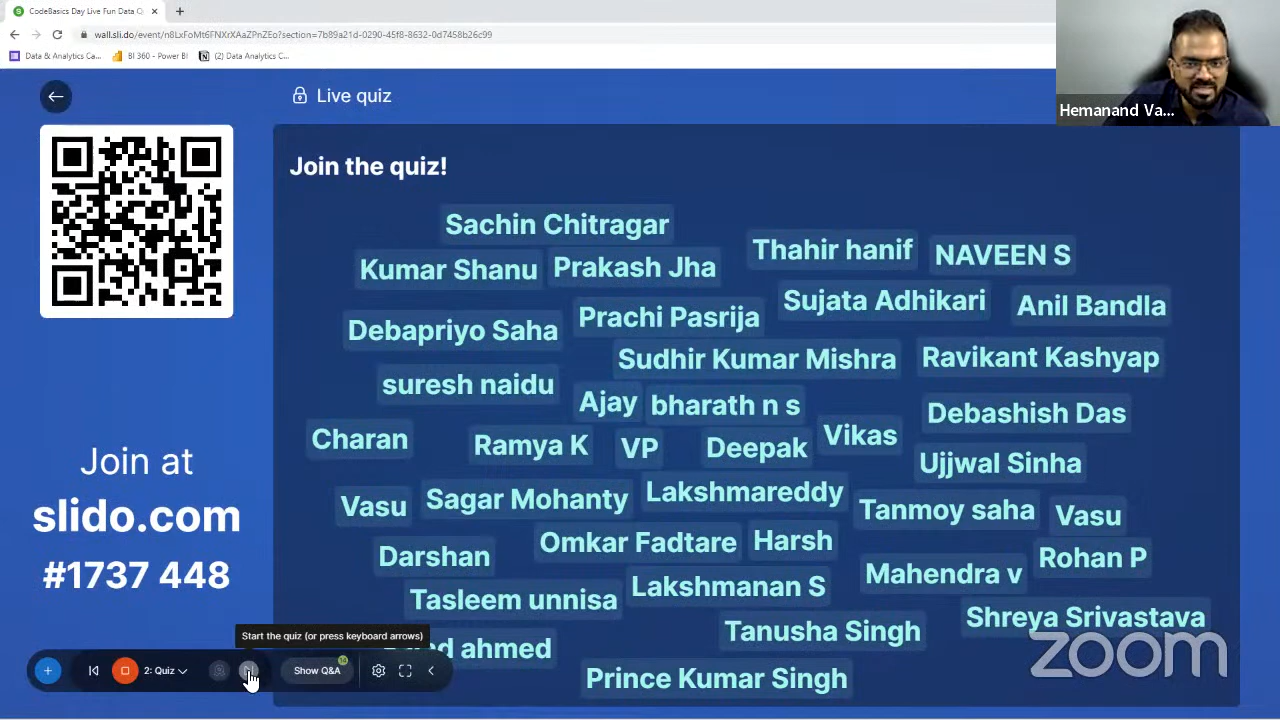 CodeBasics Day Live Fun Data Q
wall.sli.do/event/n8LxFoMt6FNXrXAaZPnZEo?section=7b89a21d-0290-45f8-8632-0d7458b26c99
Data & Analytics Ca...
BI 360 - Power BI
(2) Data Analytics C...
Hemanand Va...
Live quiz
Join the quiz!
Sachin Chitragar
Thahir hanif
NAVEEN S
Kumar Shanu
Prakash Jha
Sujata Adhikari
Anil Bandla
Debapriyo Saha
Prachi Pasrija
Sudhir Kumar Mishra
Ravikant Kashyap
suresh naidu
Ajay
bharath n s
Debashish Das
Charan
Ramya K
VP
Deepak
Vikas
Ujjwal Sinha
Vasu
Sagar Mohanty
Lakshmareddy
Tanmoy saha
Vasu
Darshan
Omkar Fadtare
Harsh
Rohan P
Mahendra v
Tasleem unnisa
Lakshmanan S
Shreya Srivastava
ahmed
Tanusha Singh
Prince Kumar Singh
Join at
slido.com
#1737 448
Start the quiz (or press keyboard arrows)
2: Quiz
Show Q&A
zoom